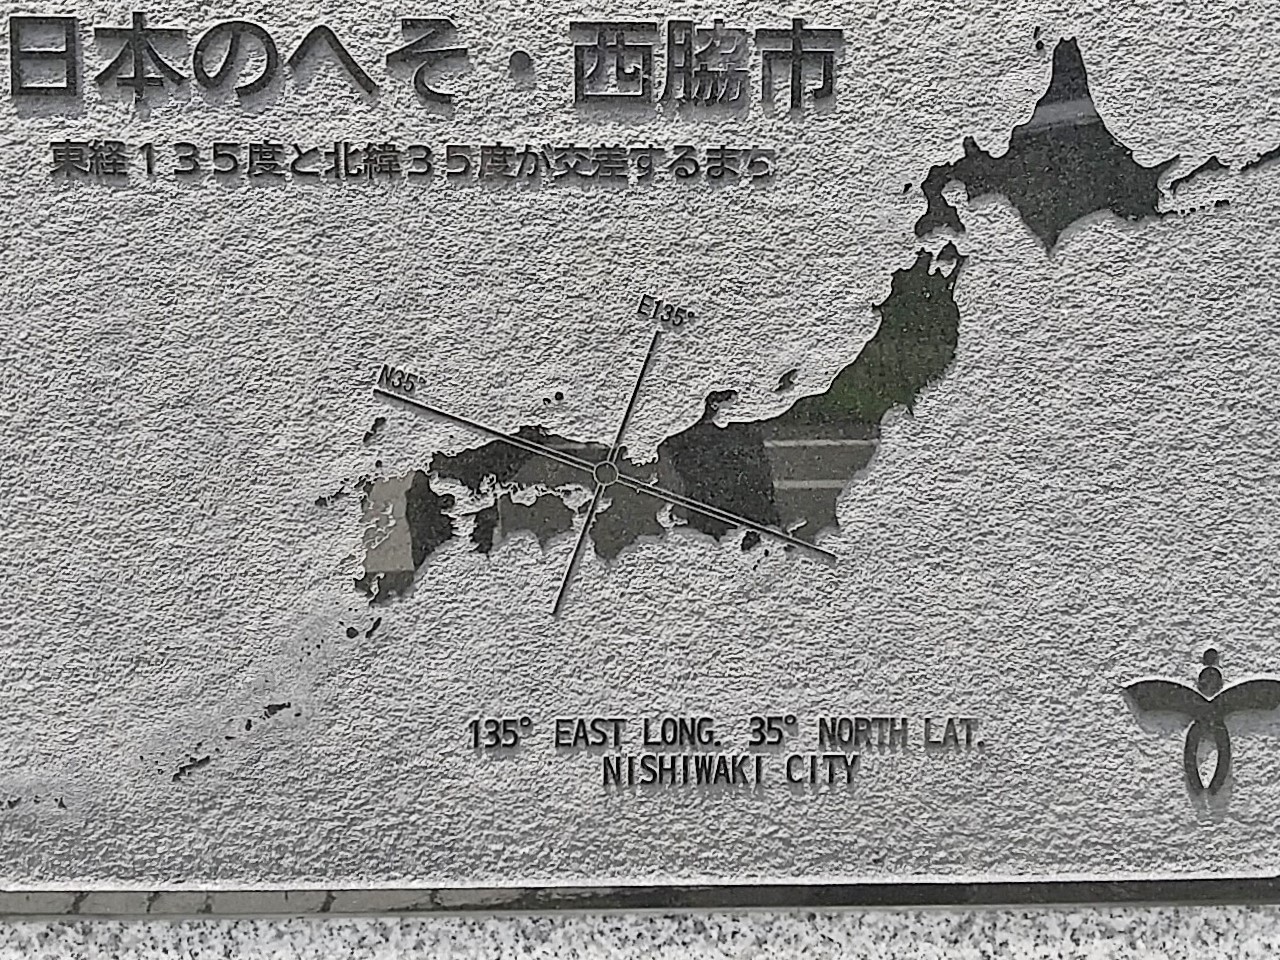 日本のへそ・西脇市
東経１３５度と北緯３５度が交差するまち
E135°
N35°
135° EAST LONG. 35° NORTH LAT.
NISHIWAKI CITY